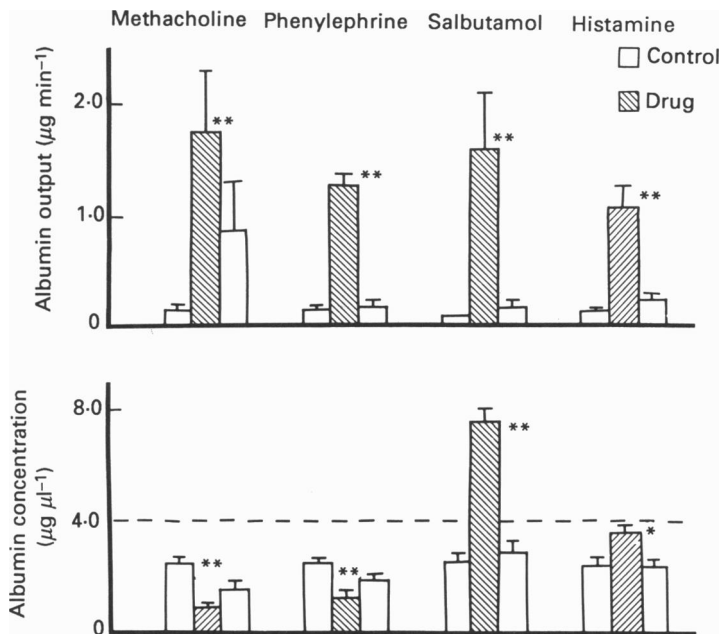 Methacholine Phenylephrine Salbutamol Histamine
Control
Drug
Albumin output (μg min⁻¹)
2·0
1·0
0
**
**
**
**
Albumin concentration
(μg μl⁻¹)
8·0
4·0
0
**
**
**
*